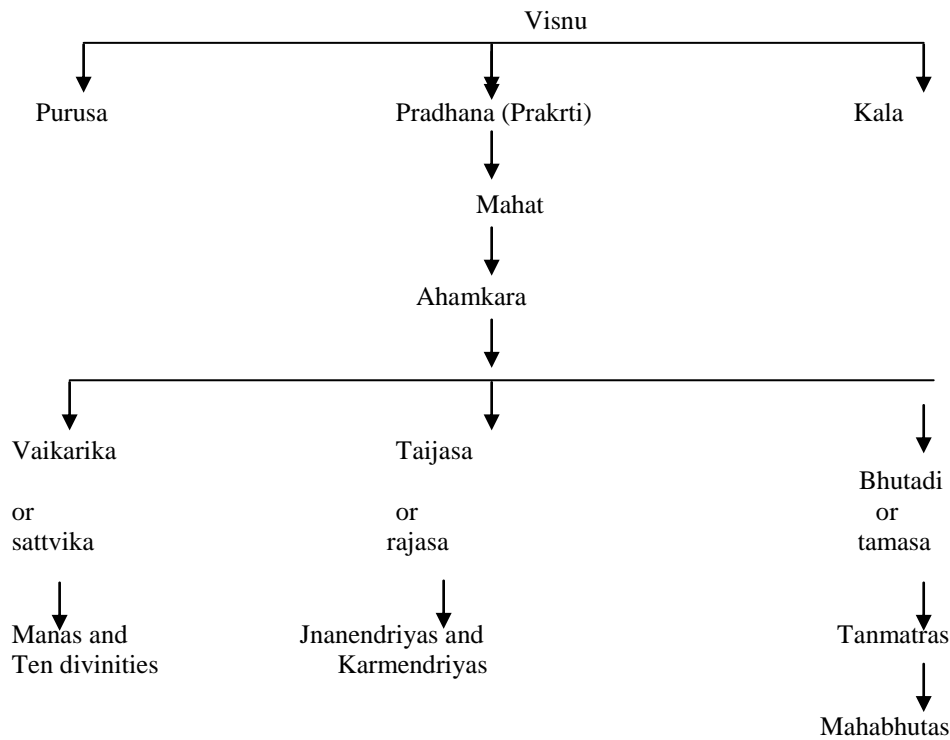 Visnu
Purusa Pradhana (Prakrti) Kala
Mahat
Ahamkara
Vaikarika Taijasa
Bhutadi
or or or
sattvika rajasa tamasa
Manas and Jnanendriyas and Tanmatras
Ten divinities Karmendriyas
Mahabhutas